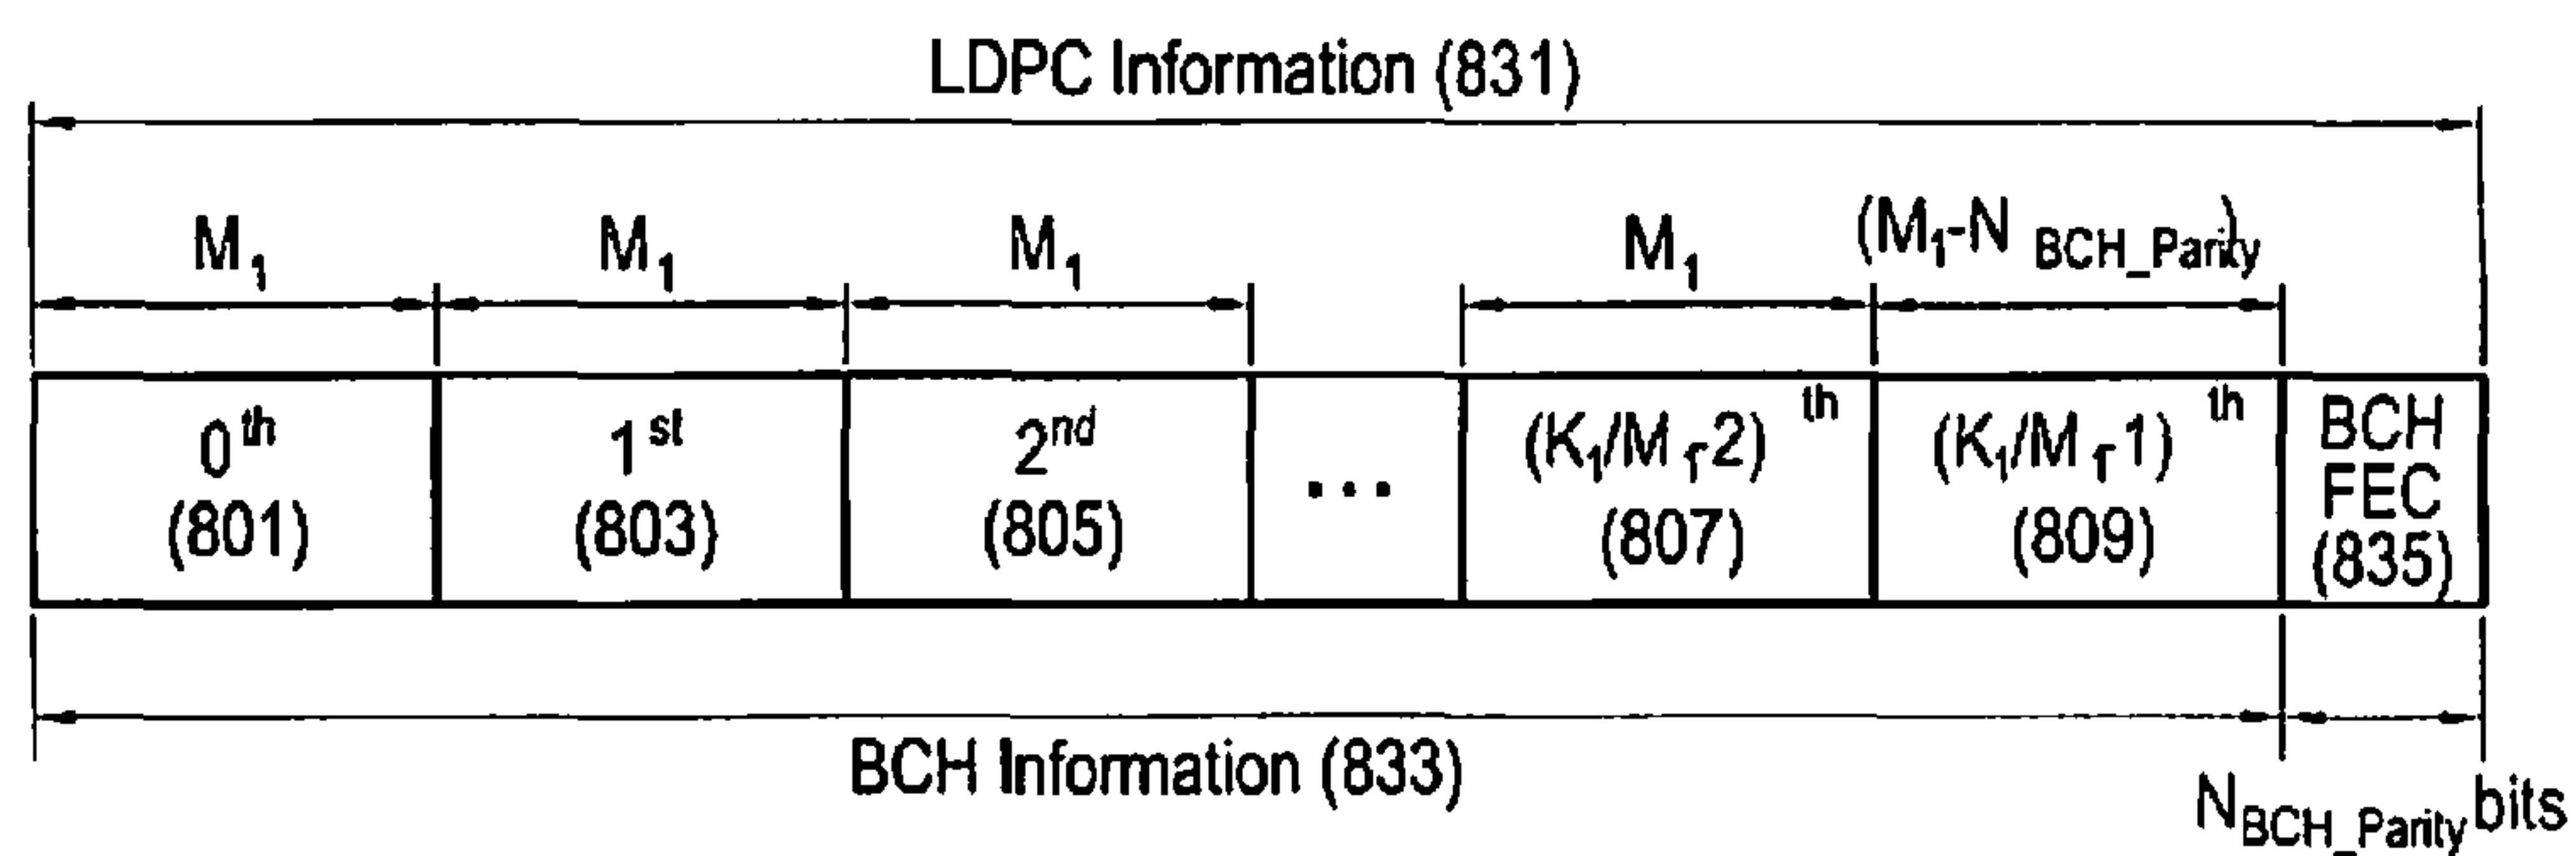 LDPC Information (831)
M₁ M₁ M₁ M₁ (M₁-N BCH_Parity)
0th 1st 2nd ... (K₁/M₁-2)th (K₁/M₁-1)th BCH
FEC
(801) (803) (805) (807) (809) (835)
BCH Information (833)
N BCH_Parity bits